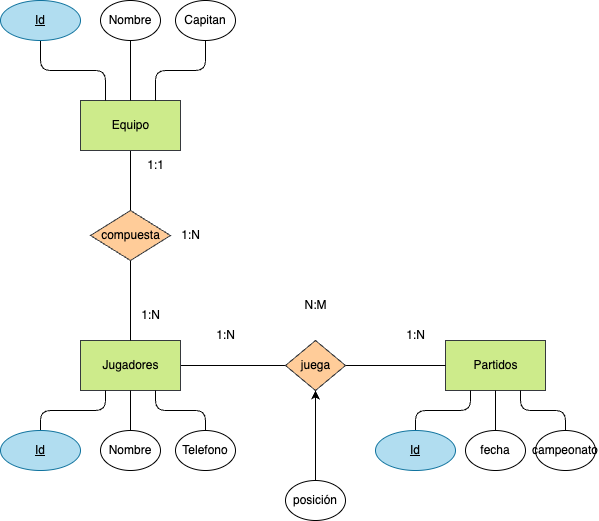 Id
Nombre
Capitan
Equipo
1:1
compuesta
1:N
1:N
N:M
1:N
1:N
Jugadores
juega
Partidos
Id
Nombre
Telefono
Id
fecha
campeonato
posición